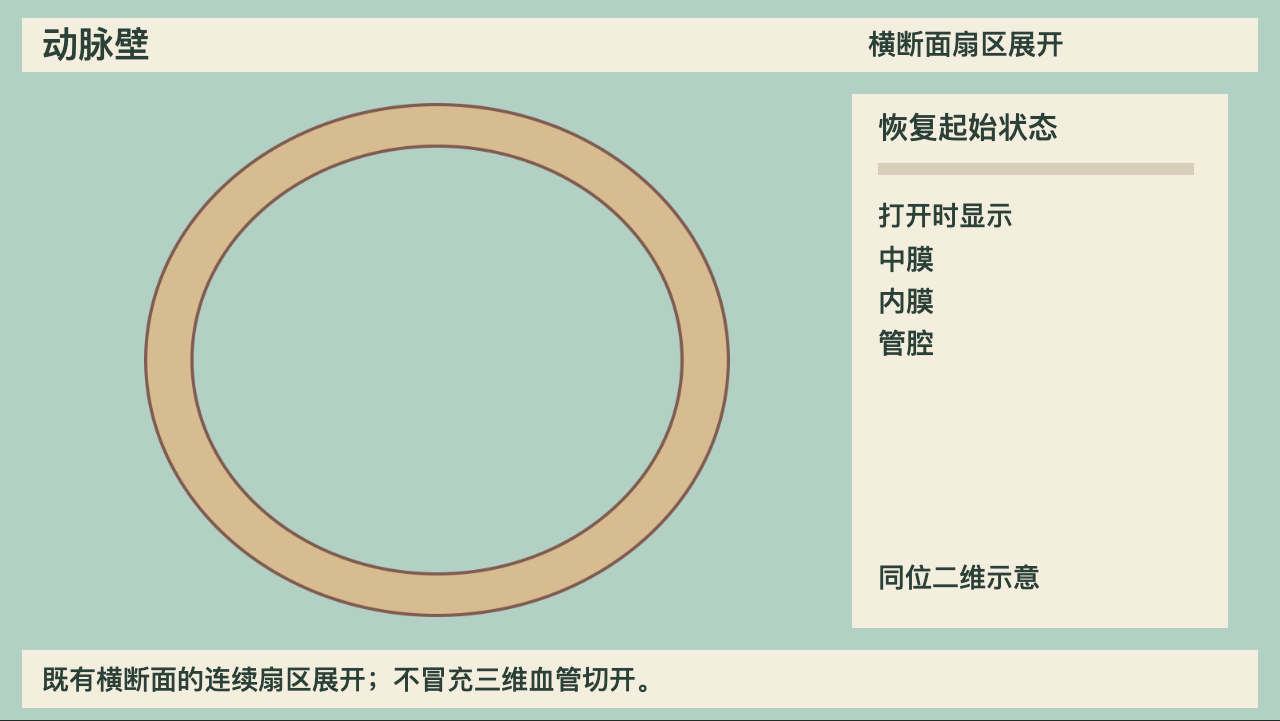 动脉壁
横断面扇区展开
恢复起始状态
打开时显示
中膜
内膜
管腔
同位二维示意
既有横断面的连续扇区展开；不冒充三维血管切开。